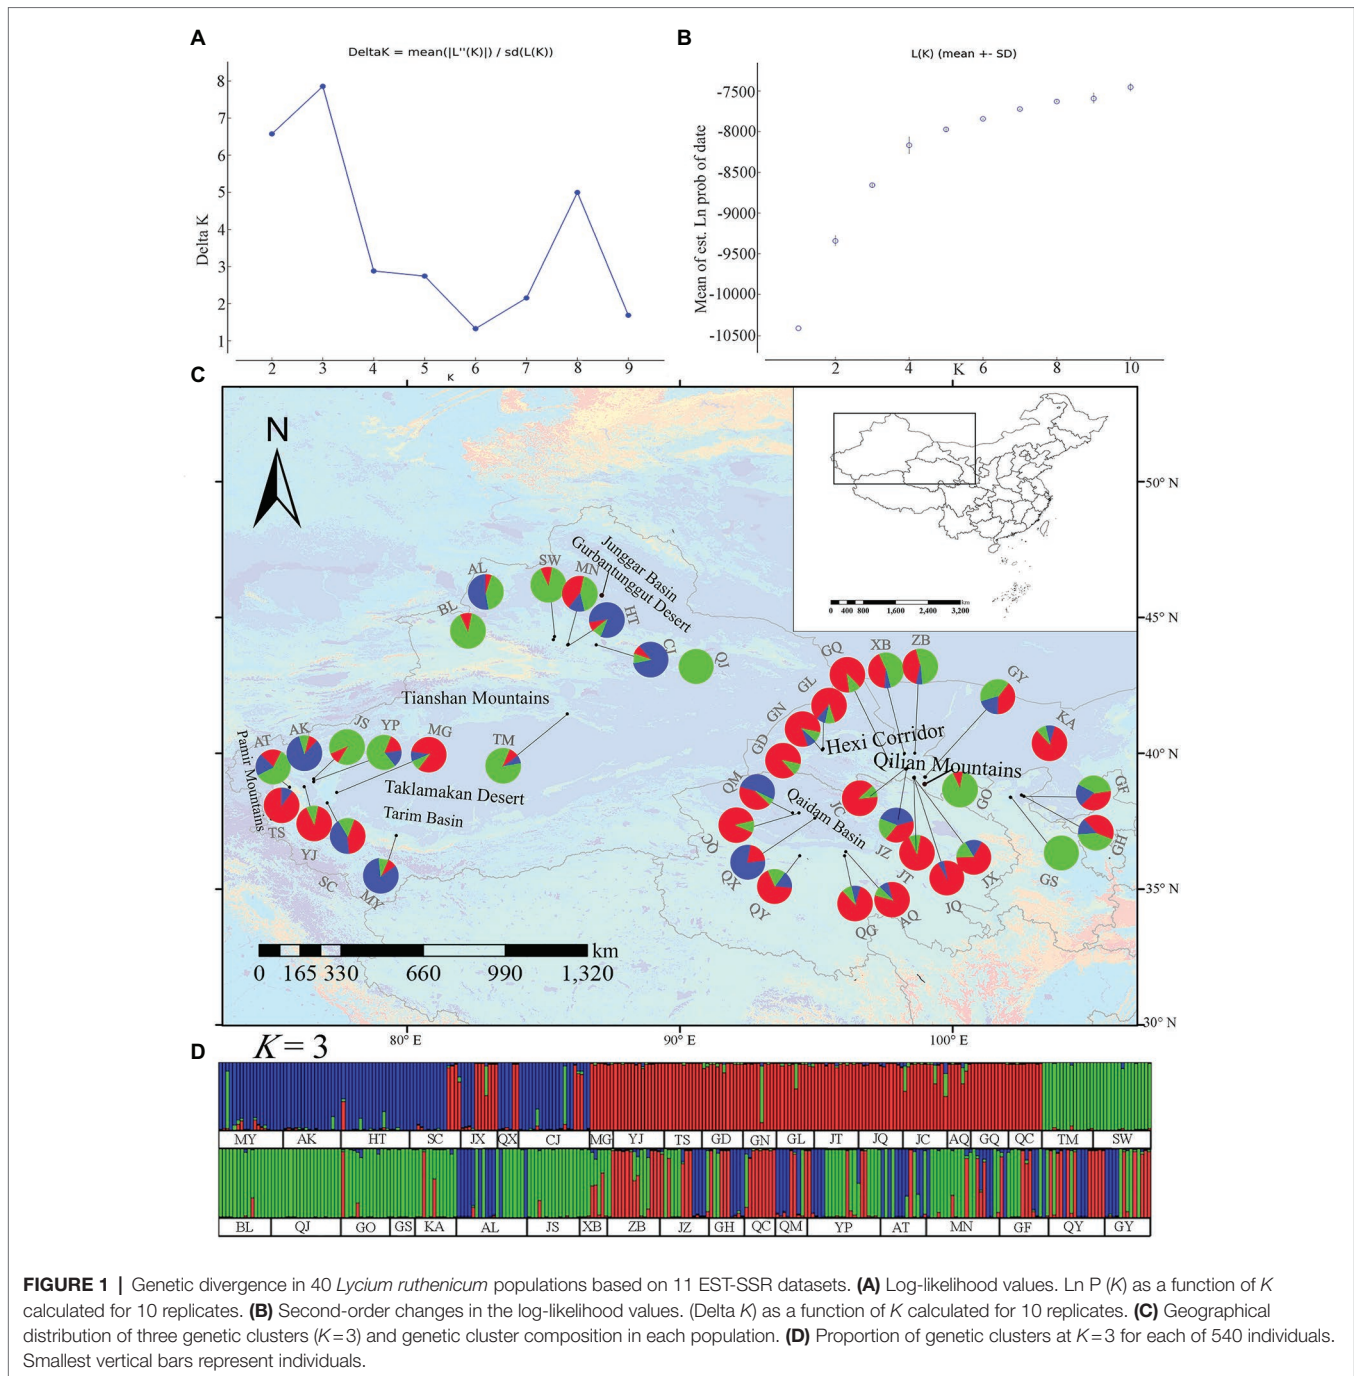 A
DeltaK = mean(|L''(K)|) / sd(L(K))
8
7
6
5
4
3
2
1
Delta K
2 3 4 5 6 7 8 9
K
B
L(K) (mean +- SD)
-7500
-8000
-8500
-9000
-9500
-10000
-10500
Mean of est. Ln prob of date
2 4 K 6 8 10
C
N
50° N
45° N
40° N
35° N
30° N
80° E 90° E 100° E
0 400 800 1,600 2,400 3,200
km
Junggar Basin
Gurbantunggut Desert
AL
SW
MN
BL
HT
CJ
QJ
Tianshan Mountains
AT
AK
JS
YP
MG
TM
Pamir Mountains
Taklamakan Desert
Tarim Basin
TS
YJ
SC
MY
GQ
XB
ZB
GY
GL
GN
GD
KA
Hexi Corridor
Qilian Mountains
QM
JC
GO
GF
Qaidam Basin
QC
JZ
GH
QX
JT
JX
GS
QY
JQ
QG
AQ
0 165 330 660 990 1,320
km
D
K = 3
MY AK HT SC JX QX CJ MG YJ TS GD GN GL JT JQ JC AQ GQ QC TM SW
BL QJ GO GS KA AL JS XB ZB JZ GH QC QM YP AT MN GF QY GY
FIGURE 1 | Genetic divergence in 40 Lycium ruthenicum populations based on 11 EST-SSR datasets. (A) Log-likelihood values. Ln P (K) as a function of K
calculated for 10 replicates. (B) Second-order changes in the log-likelihood values. (Delta K) as a function of K calculated for 10 replicates. (C) Geographical
distribution of three genetic clusters (K=3) and genetic cluster composition in each population. (D) Proportion of genetic clusters at K=3 for each of 540 individuals.
Smallest vertical bars represent individuals.